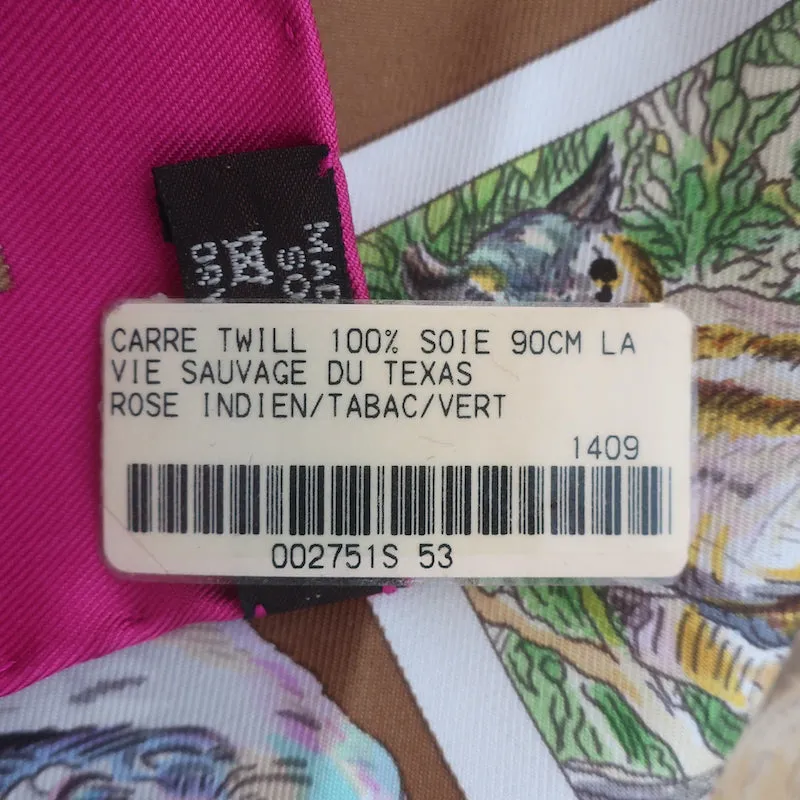 CARRE TWILL 100% SOIE 90CM LA
VIE SAUVAGE DU TEXAS
ROSE INDIEN/TABAC/VERT
1409
002751S 53